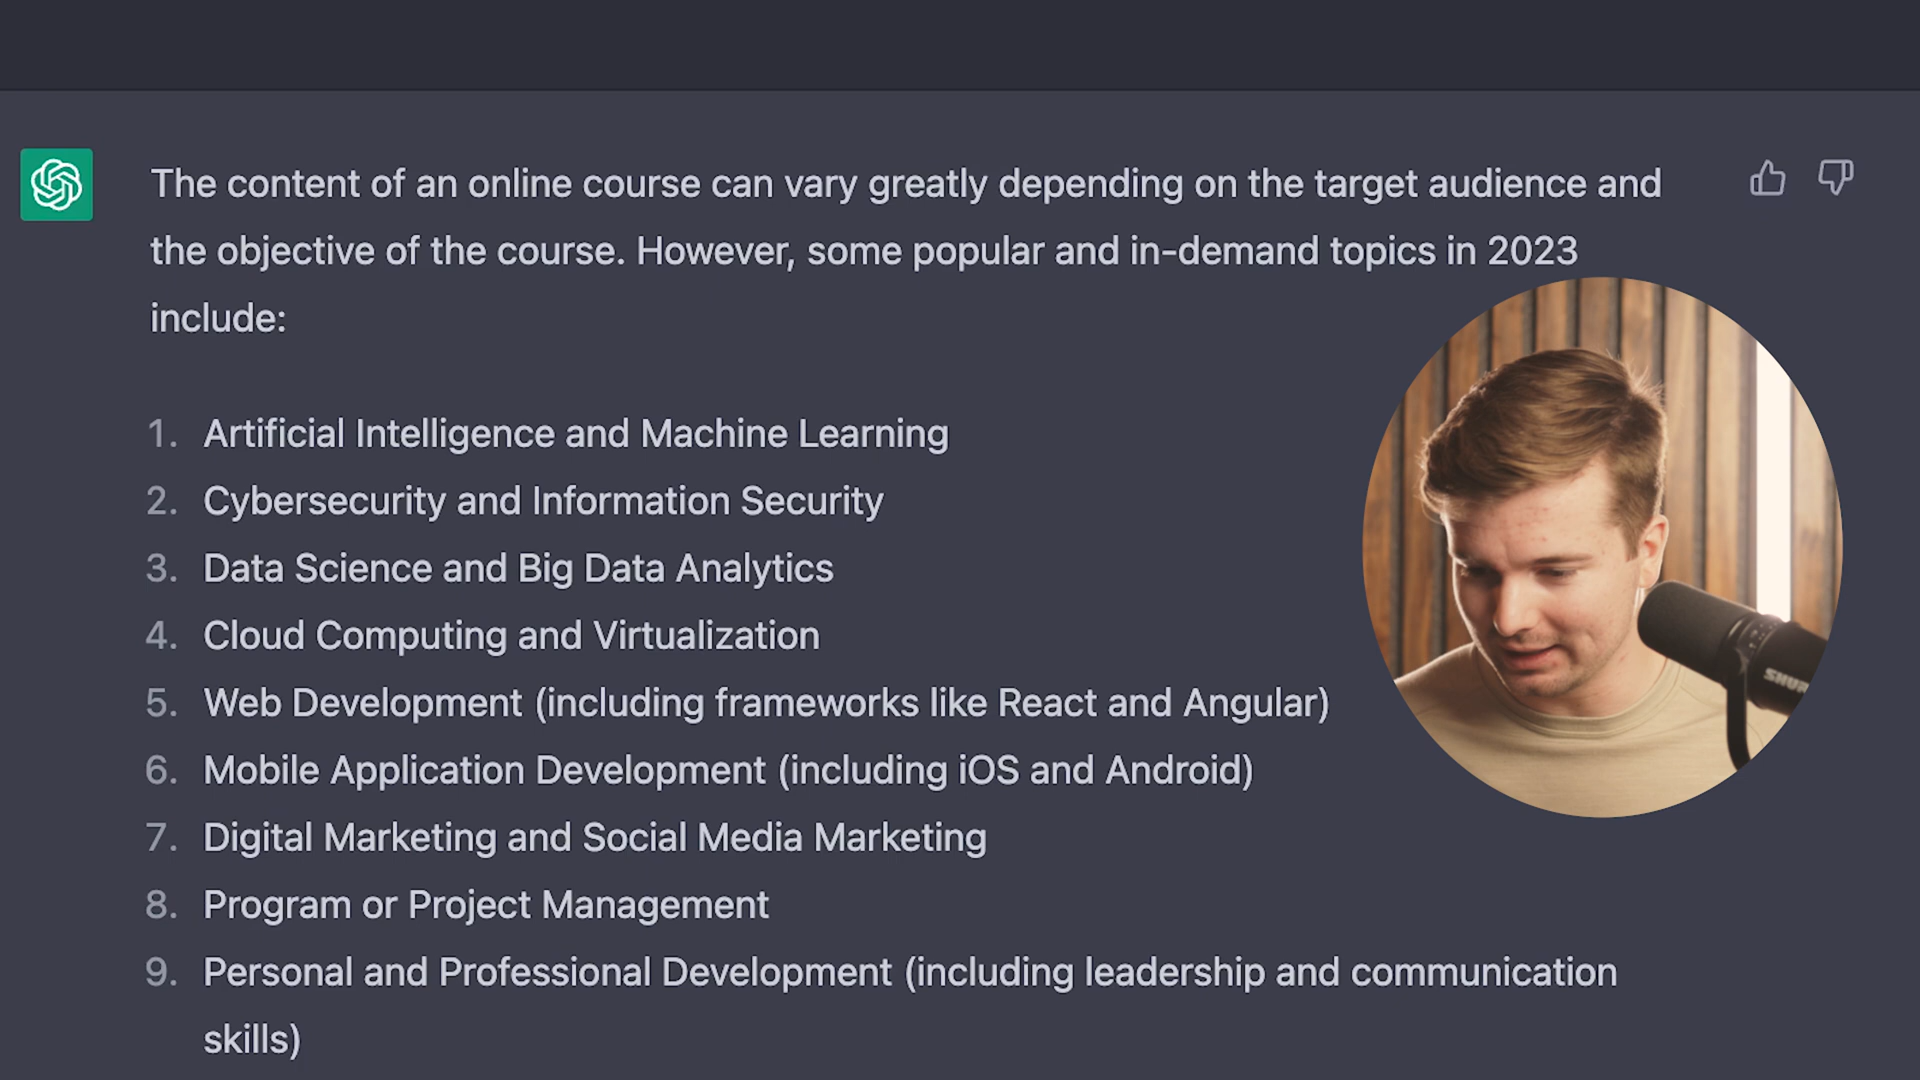 The content of an online course can vary greatly depending on the target audience and
the objective of the course. However, some popular and in-demand topics in 2023
include:
1. Artificial Intelligence and Machine Learning
2. Cybersecurity and Information Security
3. Data Science and Big Data Analytics
4. Cloud Computing and Virtualization
5. Web Development (including frameworks like React and Angular)
6. Mobile Application Development (including iOS and Android)
7. Digital Marketing and Social Media Marketing
8. Program or Project Management
9. Personal and Professional Development (including leadership and communication
skills)